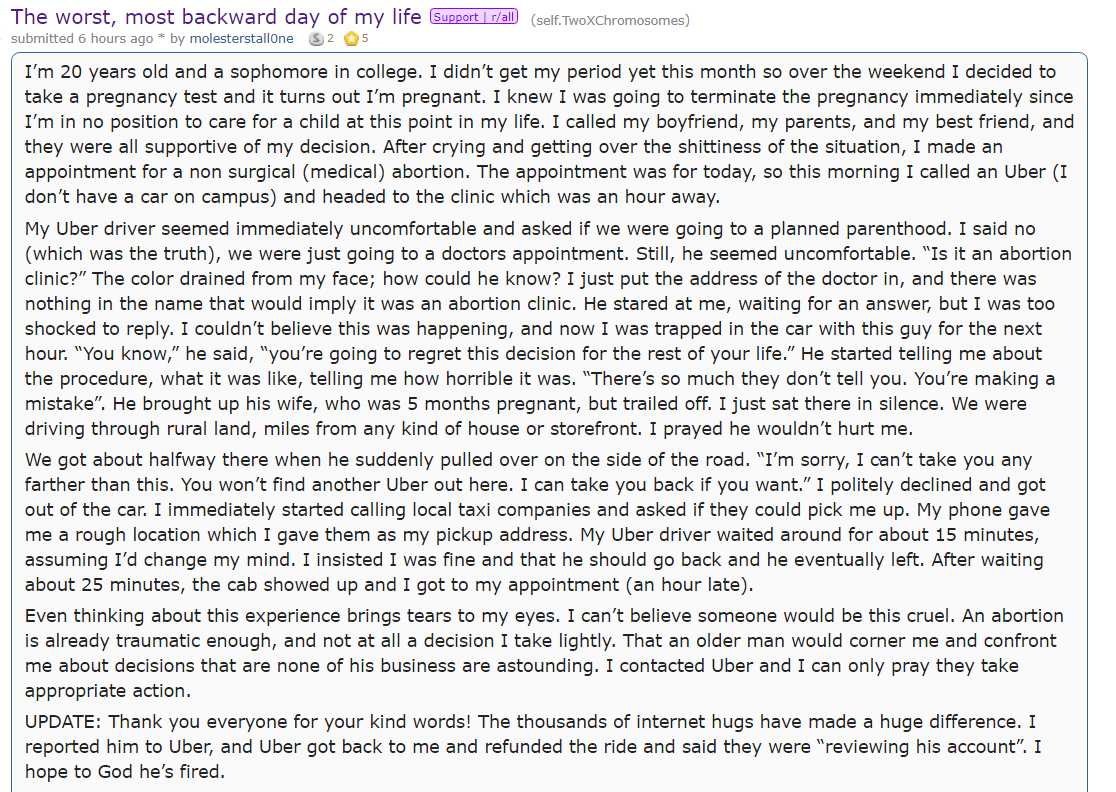 The worst, most backward day of my life Support | r/all (self.TwoXChromosomes)
submitted 6 hours ago * by molesterstall0ne S 2 5
I’m 20 years old and a sophomore in college. I didn’t get my period yet this month so over the weekend I decided to
take a pregnancy test and it turns out I’m pregnant. I knew I was going to terminate the pregnancy immediately since
I’m in no position to care for a child at this point in my life. I called my boyfriend, my parents, and my best friend, and
they were all supportive of my decision. After crying and getting over the shittiness of the situation, I made an
appointment for a non surgical (medical) abortion. The appointment was for today, so this morning I called an Uber (I
don’t have a car on campus) and headed to the clinic which was an hour away.
My Uber driver seemed immediately uncomfortable and asked if we were going to a planned parenthood. I said no
(which was the truth), we were just going to a doctors appointment. Still, he seemed uncomfortable. “Is it an abortion
clinic?” The color drained from my face; how could he know? I just put the address of the doctor in, and there was
nothing in the name that would imply it was an abortion clinic. He stared at me, waiting for an answer, but I was too
shocked to reply. I couldn’t believe this was happening, and now I was trapped in the car with this guy for the next
hour. “You know,” he said, “you’re going to regret this decision for the rest of your life.” He started telling me about
the procedure, what it was like, telling me how horrible it was. “There’s so much they don’t tell you. You’re making a
mistake”. He brought up his wife, who was 5 months pregnant, but trailed off. I just sat there in silence. We were
driving through rural land, miles from any kind of house or storefront. I prayed he wouldn’t hurt me.
We got about halfway there when he suddenly pulled over on the side of the road. “I’m sorry, I can’t take you any
farther than this. You won’t find another Uber out here. I can take you back if you want.” I politely declined and got
out of the car. I immediately started calling local taxi companies and asked if they could pick me up. My phone gave
me a rough location which I gave them as my pickup address. My Uber driver waited around for about 15 minutes,
assuming I’d change my mind. I insisted I was fine and that he should go back and he eventually left. After waiting
about 25 minutes, the cab showed up and I got to my appointment (an hour late).
Even thinking about this experience brings tears to my eyes. I can’t believe someone would be this cruel. An abortion
is already traumatic enough, and not at all a decision I take lightly. That an older man would corner me and confront
me about decisions that are none of his business are astounding. I contacted Uber and I can only pray they take
appropriate action.
UPDATE: Thank you everyone for your kind words! The thousands of internet hugs have made a huge difference. I
reported him to Uber, and Uber got back to me and refunded the ride and said they were “reviewing his account”. I
hope to God he’s fired.